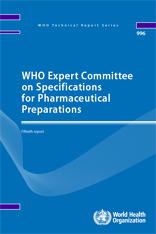 WHO Technical Report Series
996
WHO Expert Committee
on Specifications
for Pharmaceutical
Preparations
Fiftieth report
World Health
Organization